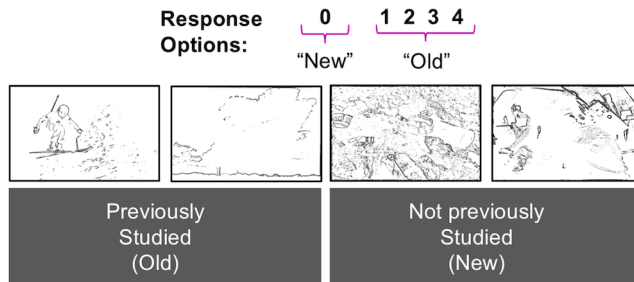 Response Options:
0 1 2 3 4
“New” “Old”
Previously
Studied
(Old)
Not previously
Studied
(New)